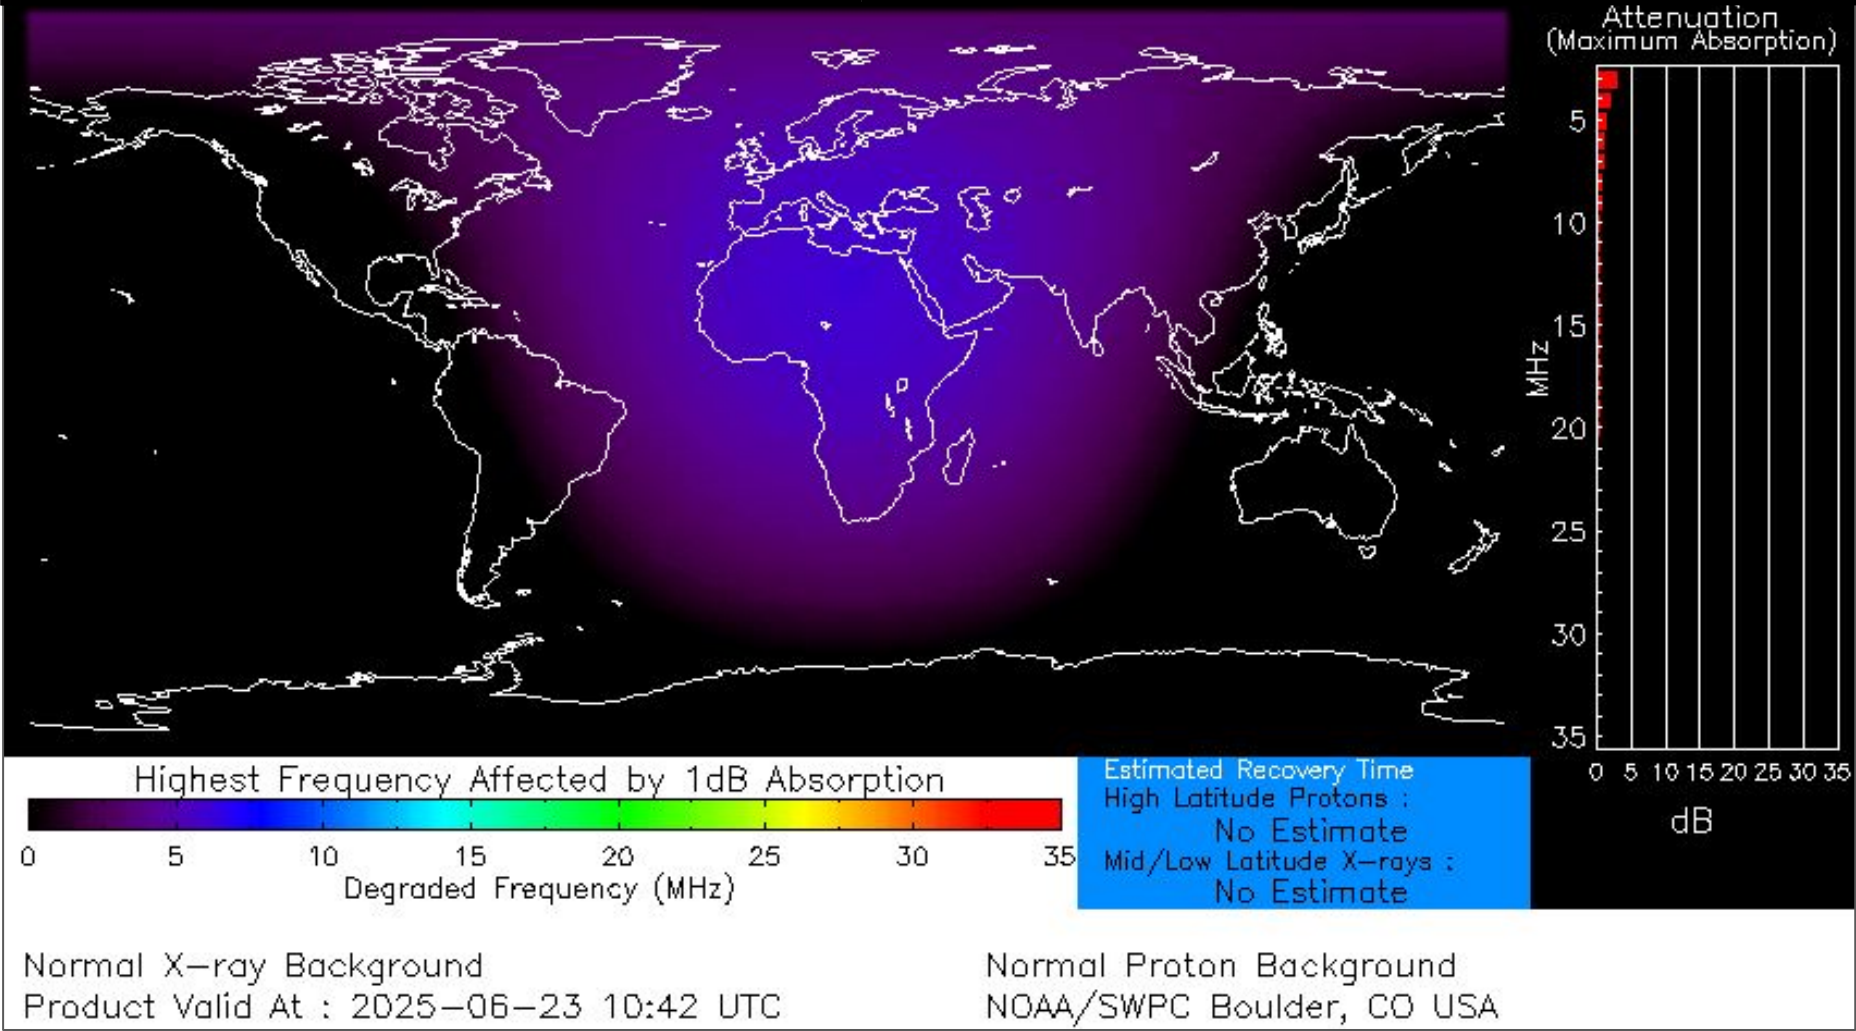 Attenuation
(Maximum Absorption)
5
10
15
20
25
30
35
MHz
0 5 10 15 20 25 30 35
dB
Highest Frequency Affected by 1dB Absorption
0 5 10 15 20 25 30 35
Degraded Frequency (MHz)
Estimated Recovery Time
High Latitude Protons :
No Estimate
Mid/Low Latitude X-rays :
No Estimate
Normal X-ray Background
Normal Proton Background
Product Valid At : 2025-06-23 10:42 UTC
NOAA/SWPC Boulder, CO USA